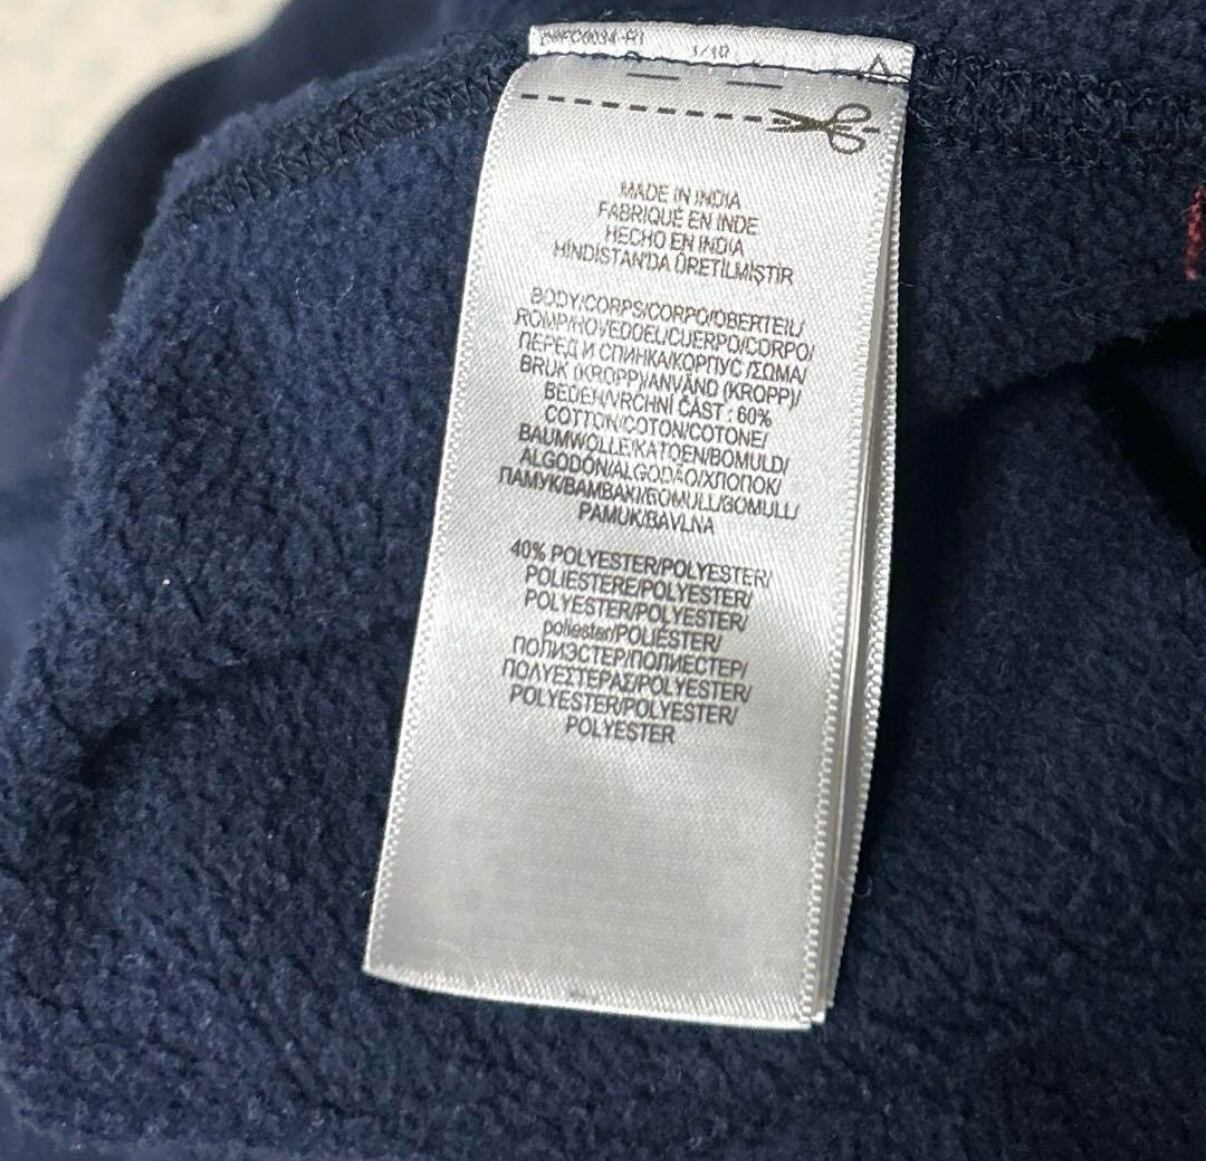 1/10
MADE IN INDIA
FABRIQUÉ EN INDE
HECHO EN INDIA
HİNDİSTAN'DA ÜRETİLMİŞTİR
BODY/CORPS/CORPO/OBERTEIL/
ROMP/HOVEDDEL/CUERPO/CORPO/
ПЕРЕД И СПИНКА/КОРПУС /ΣΩΜΑ/
BRUK (KROPP)/ANVÄND (KROPP)/
BEDEN/VRCHNÍ ČÁST : 60%
COTTON/COTON/COTONE/
BAUMWOLLE/KATOEN/BOMULD/
ALGODÓN/ALGODÃO/ХЛОПОК/
ПАМУК/ΒΑΜΒΑΚΙ/BOMULL/BOMULL/
PAMUK/BAVLNA
40% POLYESTER/POLYESTER/
POLIESTERE/POLYESTER/
POLYESTER/POLYESTER/
poliester/POLIÉSTER/
ПОЛИЭСТЕР/ПОЛИЕСТЕР/
ΠΟΛΥΕΣΤΕΡΑΣ/POLYESTER/
POLYESTER/POLYESTER/
POLYESTER